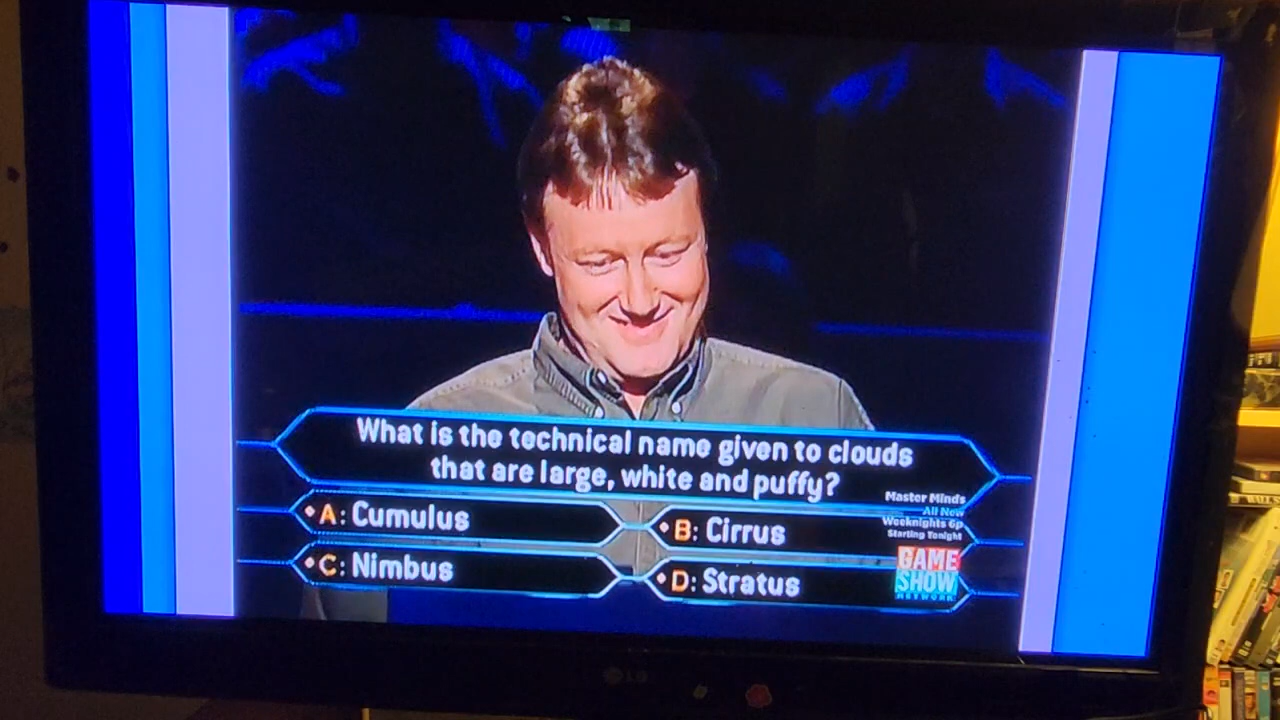 What is the technical name given to clouds
that are large, white and puffy?
Master Minds
All New
Weeknights 6p
Starting Tonight
A: Cumulus
B: Cirrus
C: Nimbus
D: Stratus
GAME
SHOW
NETWORK
LG